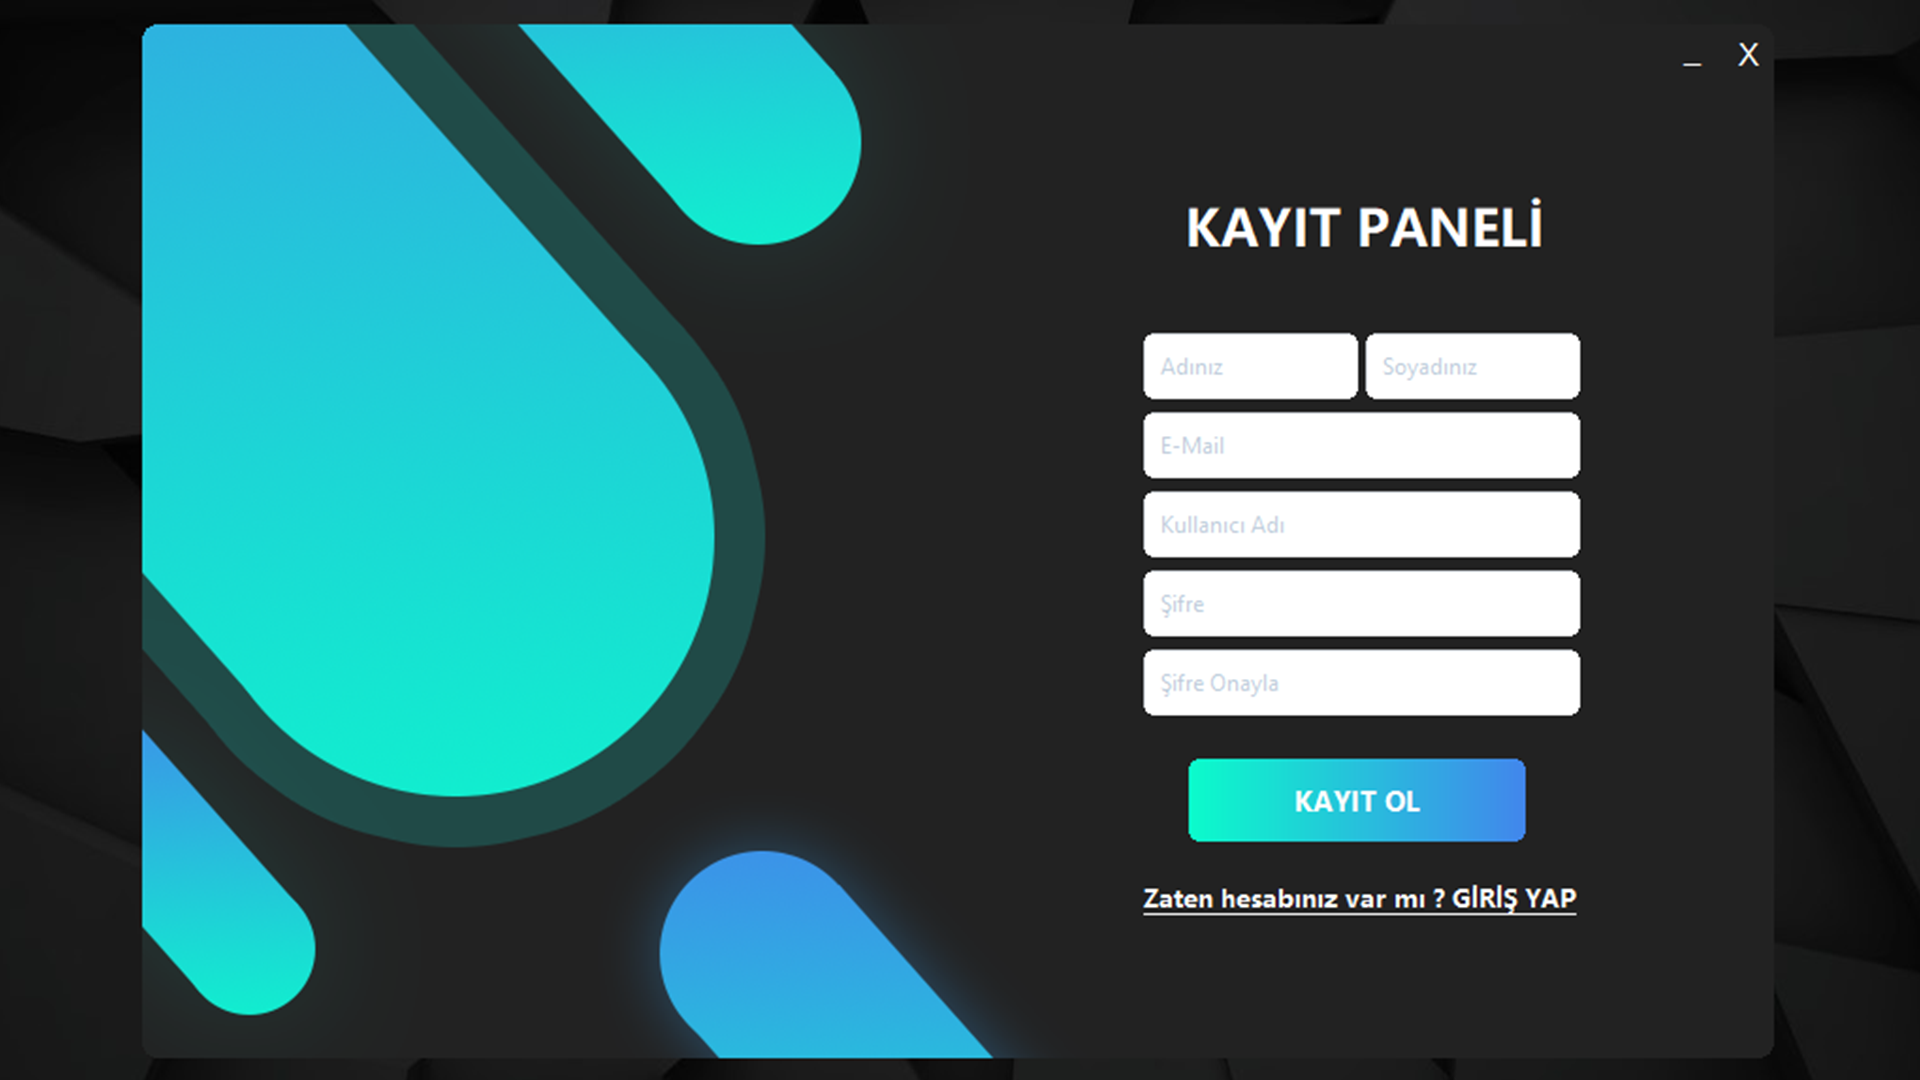 _ X
KAYIT PANELİ
Adınız Soyadınız
E-Mail
Kullanıcı Adı
Şifre
Şifre Onayla
KAYIT OL
Zaten hesabınız var mı ? GİRİŞ YAP